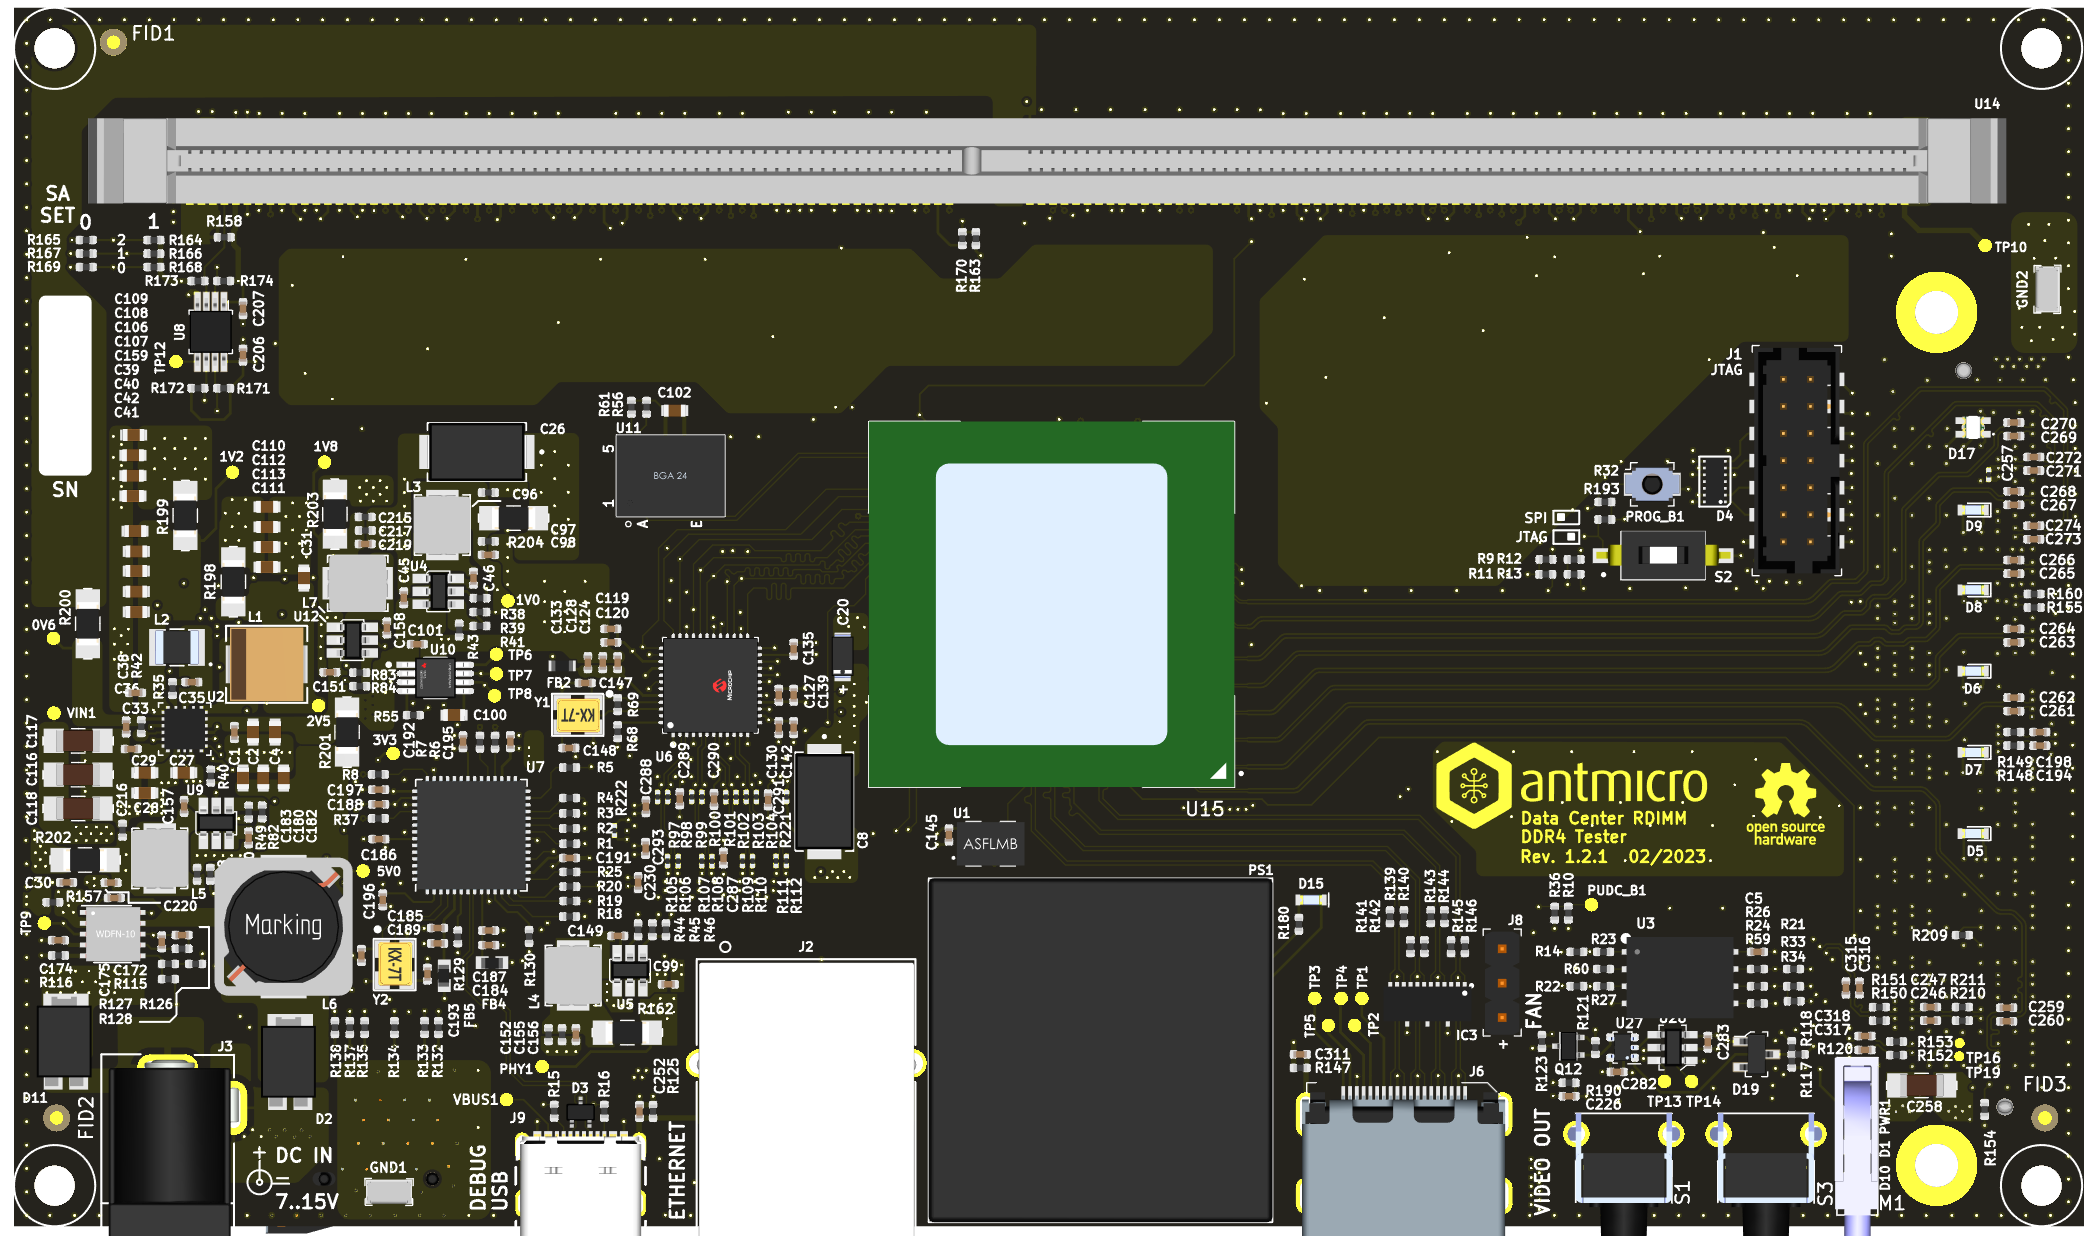 FID1
U14
SA
SET
0
1
R158
R165
2
R164
R167
1
R166
R169
0
R168
R173
R174
R170
R163
TP10
GND2
C109
C108
C106
C107
C159
C39
C40
C42
C41
U8
C207
C206
TP12
R172
R171
SN
J1
JTAG
R61
R56
C102
U11
5
1
BGA 24
A
E
C26
1V8
1V2
C110
C112
C113
C111
R199
R203
L3
C96
C97
C98
R204
C215
C217
C219
C31
R198
C45
U4
C46
R200
0V6
L2
L1
L7
U12
C158
C101
U10
1V0
R38
R39
R41
R43
TP6
TP7
TP8
C133
C128
C124
C119
C120
C135
C20
+
R32
R193
PROG_B1
D4
SPI
JTAG
R9
R12
R11
R13
S2
D17
C257
C270
C269
C272
C271
C268
C267
C274
C273
D9
C266
C265
D8
R160
R155
C264
C263
D6
C262
C261
D7
R149
R148
C198
C194
D5
C38
R42
R35
C35
U2
C33
VIN1
C151
R83
R84
2V5
R55
C100
C192
R7
R6
C195
3V3
FB2
Y1
C147
KX-7T
R69
R68
C148
MICROCHIP
U6
C289
C290
C127
C139
C130
C142
C291
C117
C116
C118
C29
C27
C1
C2
C4
R40
U9
C157
C216
R201
R8
C197
C188
R37
U7
R5
R4
R3
R2
R1
C191
R25
R20
R19
R18
R222
C288
C293
C230
R97
R98
R99
R100
R101
R102
R103
R104
R221
R105
R106
R107
R108
C287
R109
R110
R111
R112
C8
R202
R49
R82
C183
C180
C182
C186
5V0
C30
R157
L5
C220
TP9
WDFN-10
Marking
C196
C185
C189
C174
R116
C175
C172
R115
R127
R126
R128
L6
KX-7T
Y2
R129
C187
C184
FB4
C193
FB5
R130
C149
L4
C99
U5
R162
R44
R45
R46
U1
C145
ASFLMB
U15
antmicro
Data Center RDIMM
DDR4 Tester
Rev. 1.2.1 02/2023
open source
hardware
PS1
D15
R180
R139
R140
R143
R144
R141
R142
R145
R146
J8
FAN
+
TP3
TP4
TP1
TP5
TP2
IC3
C311
R147
J6
R36
R10
PUDC_B1
U3
C5
R26
R24
R59
R21
R33
R34
R14
R23
R60
R22
R27
R121
U27
C283
R118
R120
R123
Q12
R190
C226
C282
TP13
TP14
D19
R117
C315
C316
R209
R151
R150
C247
C246
R211
R210
C318
C317
C259
C260
R153
R152
TP16
TP19
FID3
C258
R154
J2
J3
D11
FID2
D2
R138
R137
R135
R134
R133
R132
C152
C155
C156
PHY1
VBUS1
J9
R15
D3
R16
C252
R125
+
DC IN
7..15V
GND1
DEBUG
USB
ETHERNET
VIDEO OUT
S1
S3
D10 D1 PWR1
M1